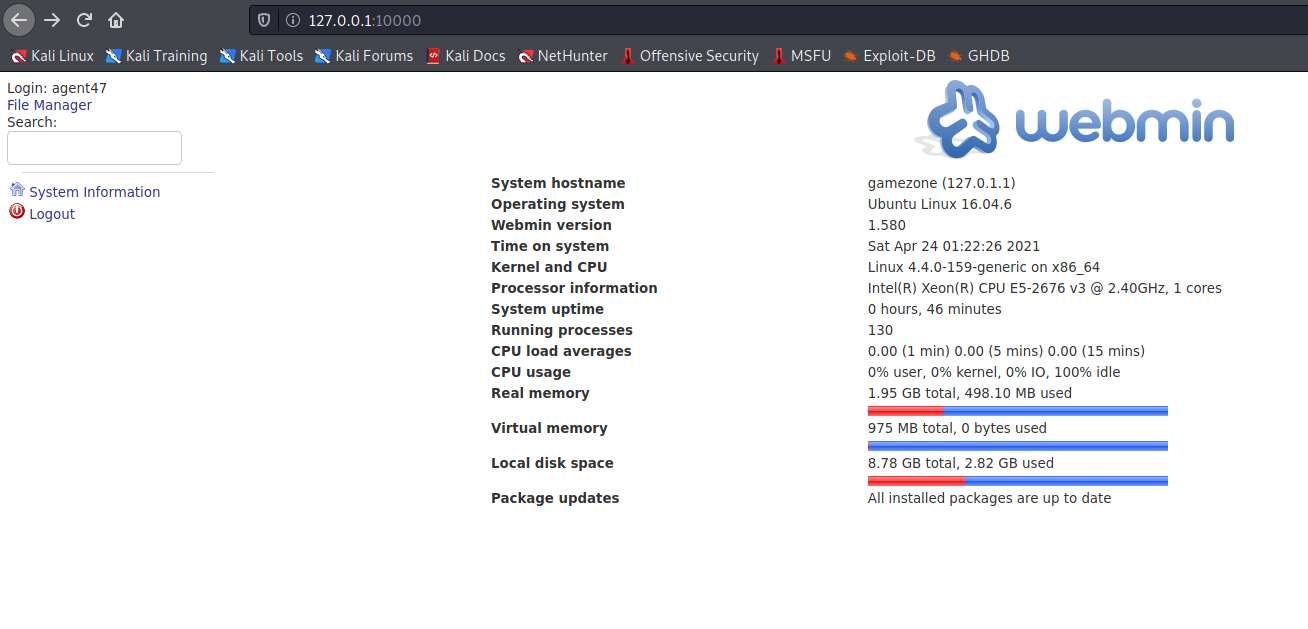 127.0.0.1:10000
Kali Linux Kali Training Kali Tools Kali Forums Kali Docs NetHunter Offensive Security MSFU Exploit-DB GHDB
Login: agent47
File Manager
Search:
System Information
Logout
webmin
System hostname gamezone (127.0.1.1)
Operating system Ubuntu Linux 16.04.6
Webmin version 1.580
Time on system Sat Apr 24 01:22:26 2021
Kernel and CPU Linux 4.4.0-159-generic on x86_64
Processor information Intel(R) Xeon(R) CPU E5-2676 v3 @ 2.40GHz, 1 cores
System uptime 0 hours, 46 minutes
Running processes 130
CPU load averages 0.00 (1 min) 0.00 (5 mins) 0.00 (15 mins)
CPU usage 0% user, 0% kernel, 0% IO, 100% idle
Real memory 1.95 GB total, 498.10 MB used
Virtual memory 975 MB total, 0 bytes used
Local disk space 8.78 GB total, 2.82 GB used
Package updates All installed packages are up to date